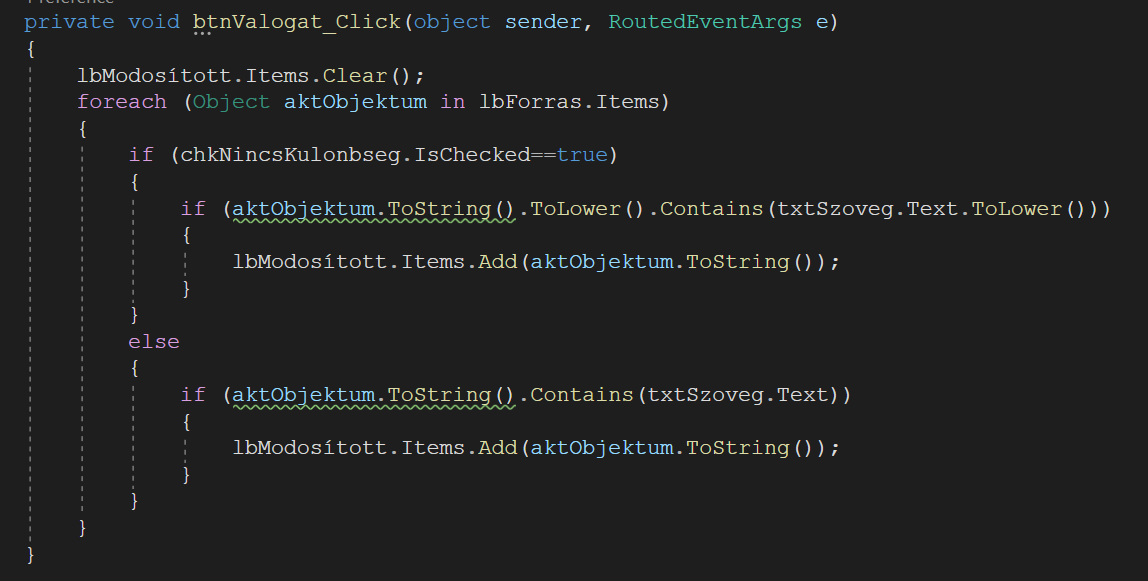 private void btnValogat_Click(object sender, RoutedEventArgs e)
{
    lbModosított.Items.Clear();
    foreach (Object aktObjektum in lbForras.Items)
    {
        if (chkNincsKulonbseg.IsChecked==true)
        {
            if (aktObjektum.ToString().ToLower().Contains(txtSzoveg.Text.ToLower()))
            {
                lbModosított.Items.Add(aktObjektum.ToString());
            }
        }
        else
        {
            if (aktObjektum.ToString().Contains(txtSzoveg.Text))
            {
                lbModosított.Items.Add(aktObjektum.ToString());
            }
        }
    }
}